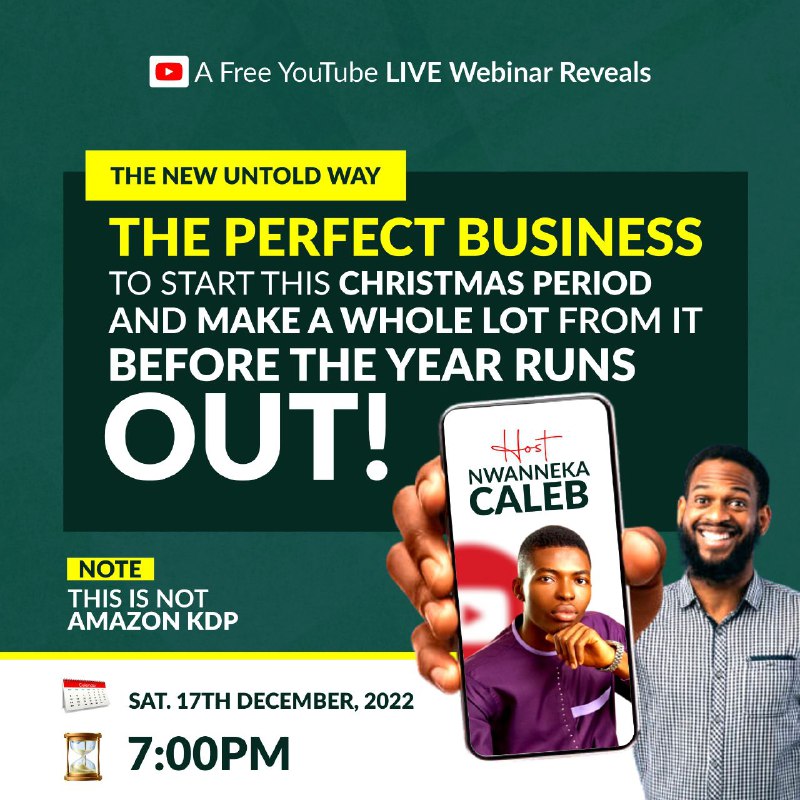 A Free YouTube LIVE Webinar Reveals
THE NEW UNTOLD WAY
THE PERFECT BUSINESS
TO START THIS CHRISTMAS PERIOD
AND MAKE A WHOLE LOT FROM IT
BEFORE THE YEAR RUNS
OUT!
Host
NWANNEKA
CALEB
NOTE
THIS IS NOT
AMAZON KDP
Calendar
SAT. 17TH DECEMBER, 2022
7:00PM